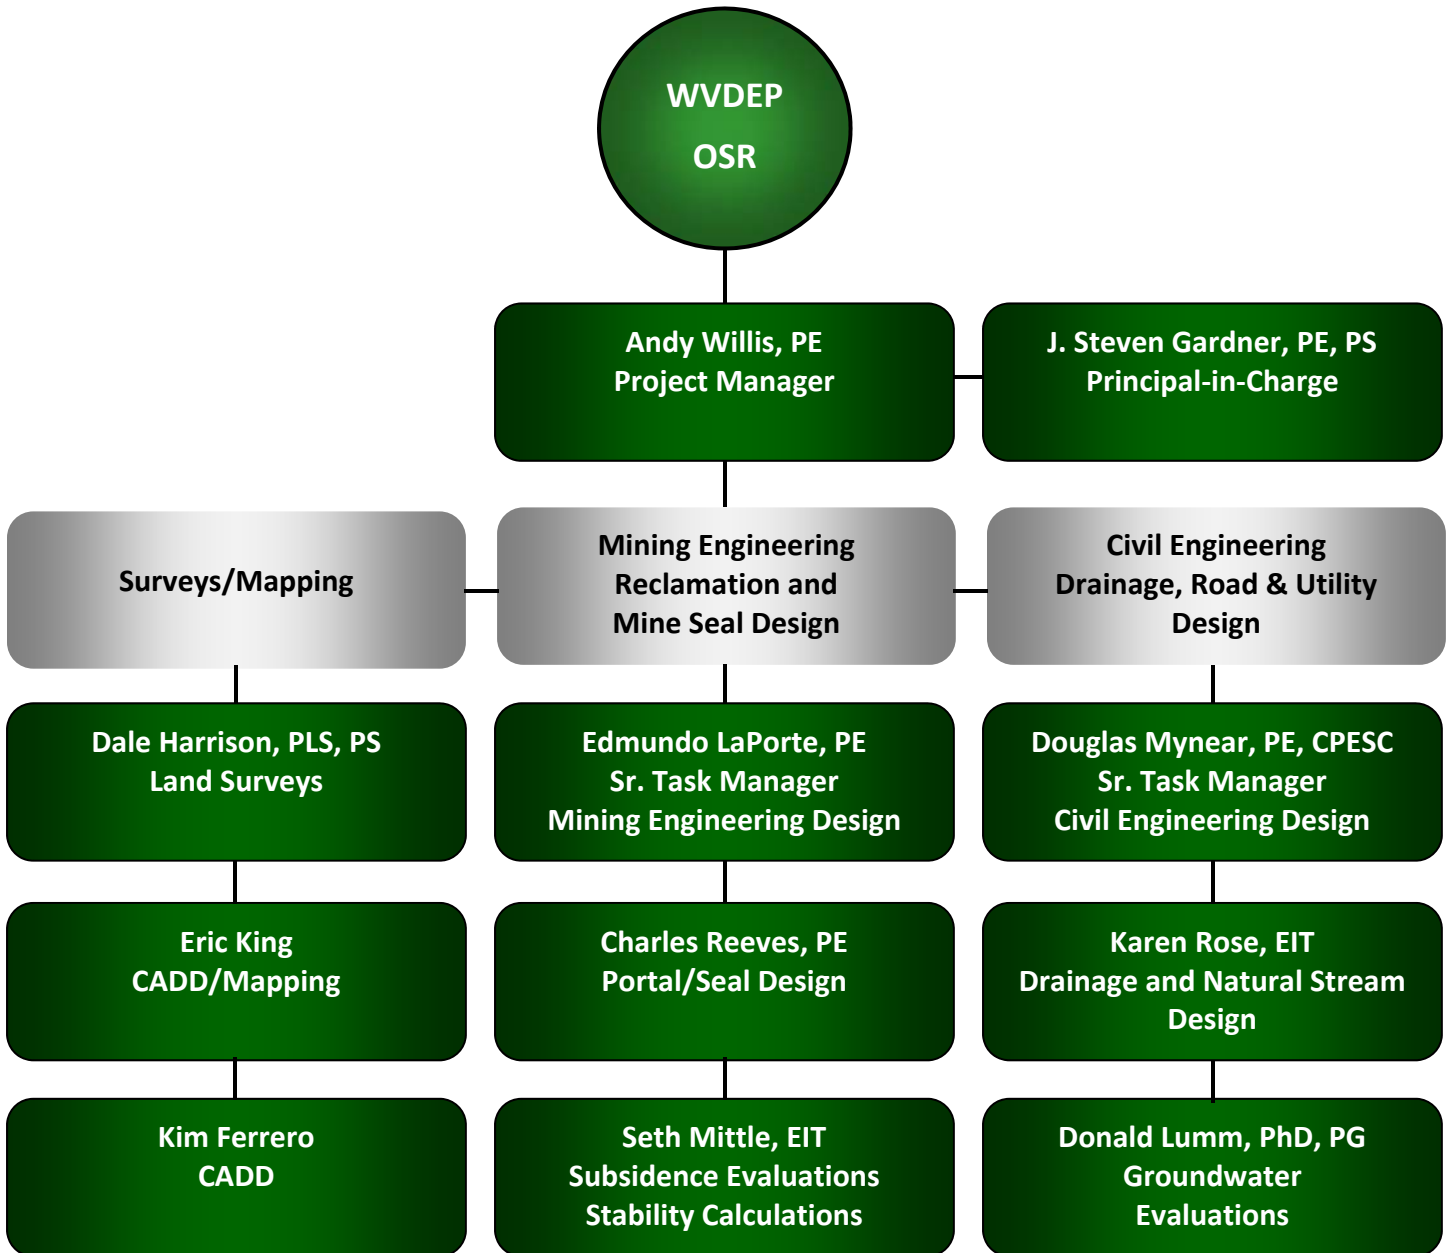 WVDEP
OSR
Andy Willis, PE
Project Manager
J. Steven Gardner, PE, PS
Principal-in-Charge
Surveys/Mapping
Mining Engineering
Reclamation and
Mine Seal Design
Civil Engineering
Drainage, Road & Utility
Design
Dale Harrison, PLS, PS
Land Surveys
Edmundo LaPorte, PE
Sr. Task Manager
Mining Engineering Design
Douglas Mynear, PE, CPESC
Sr. Task Manager
Civil Engineering Design
Eric King
CADD/Mapping
Charles Reeves, PE
Portal/Seal Design
Karen Rose, EIT
Drainage and Natural Stream
Design
Kim Ferrero
CADD
Seth Mittle, EIT
Subsidence Evaluations
Stability Calculations
Donald Lumm, PhD, PG
Groundwater
Evaluations